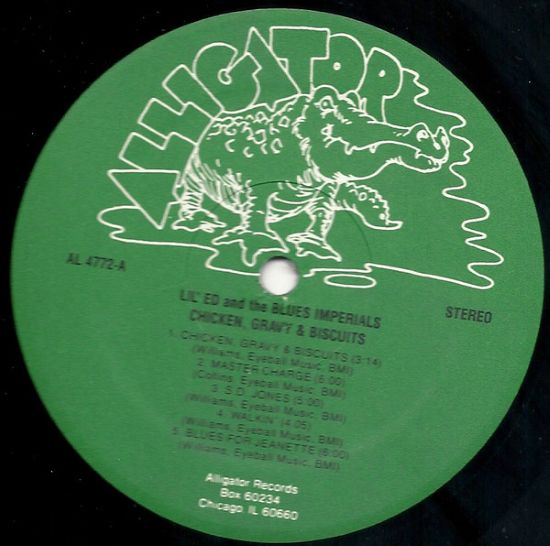 ALLIGATOR
AL 4772-A
STEREO
LIL' ED and the BLUES IMPERIALS
CHICKEN, GRAVY & BISCUITS
1. CHICKEN, GRAVY & BISCUITS (3:14)
(Williams, Eyeball Music, BMI)
2. MASTER CHARGE (6:00)
(Collins, Eyeball Music, BMI)
3. S.D. JONES (5:00)
(Williams, Eyeball Music, BMI)
4. WALKIN' (4:05)
(Williams, Eyeball Music, BMI)
5. BLUES FOR JEANETTE (6:00)
(Williams, Eyeball Music, BMI)
Alligator Records
Box 60234
Chicago IL 60660